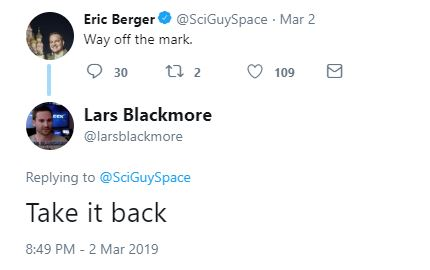 Eric Berger @SciGuySpace · Mar 2
Way off the mark.
30 2 109
Lars Blackmore
@larsblackmore
Replying to @SciGuySpace
Take it back
8:49 PM - 2 Mar 2019